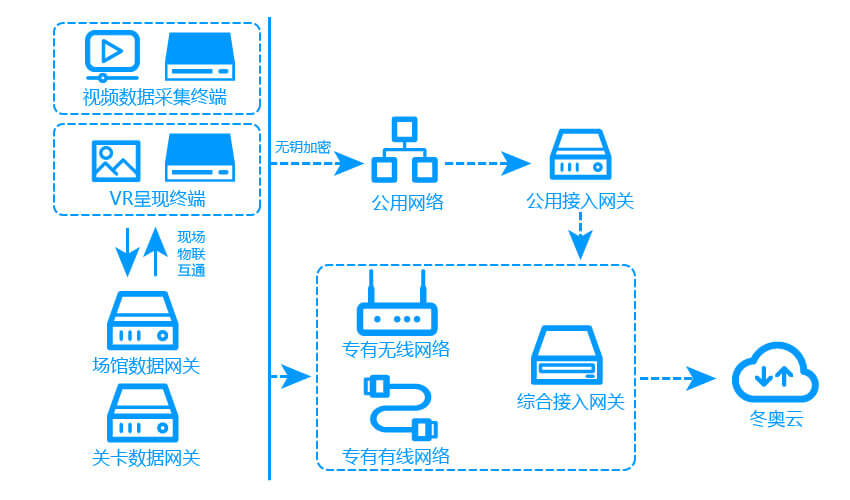 视频数据采集终端
VR呈现终端
现场
物联
互通
场馆数据网关
关卡数据网关
无钥加密
公用网络
公用接入网关
专有无线网络
专有有线网络
综合接入网关
冬奥云